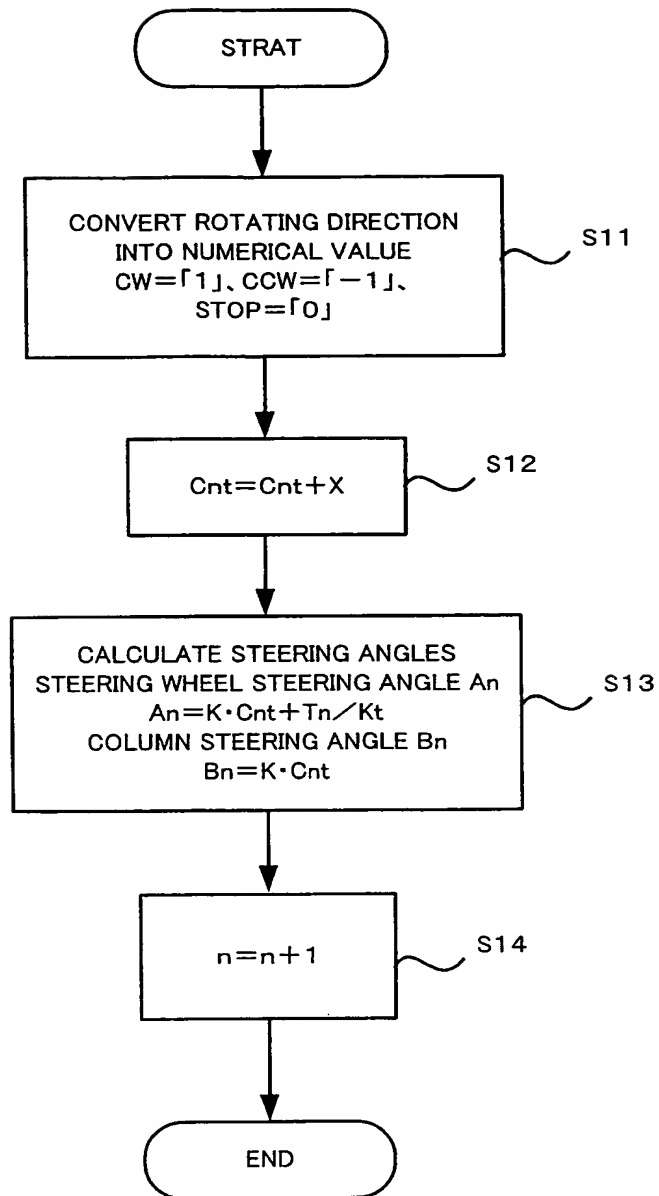 STRAT
CONVERT ROTATING DIRECTION
INTO NUMERICAL VALUE
CW=「1」、CCW=「-1」、
STOP=「0」
S11
Cnt=Cnt+X
S12
CALCULATE STEERING ANGLES
STEERING WHEEL STEERING ANGLE An
An=K·Cnt+Tn/Kt
COLUMN STEERING ANGLE Bn
Bn=K·Cnt
S13
n=n+1
S14
END